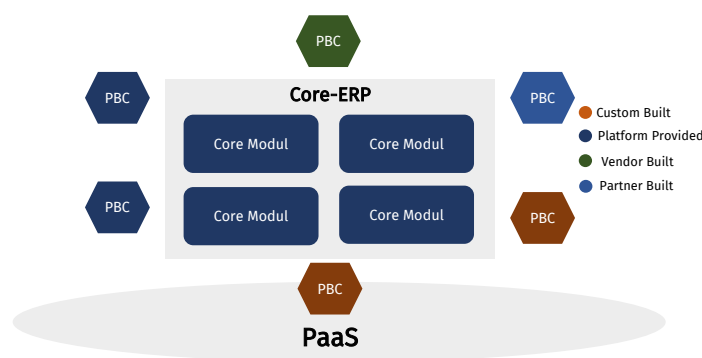 PBC
PBC
Core-ERP
PBC
Core Modul
Core Modul
Custom Built
Platform Provided
Vendor Built
Partner Built
PBC
Core Modul
Core Modul
PBC
PBC
PaaS